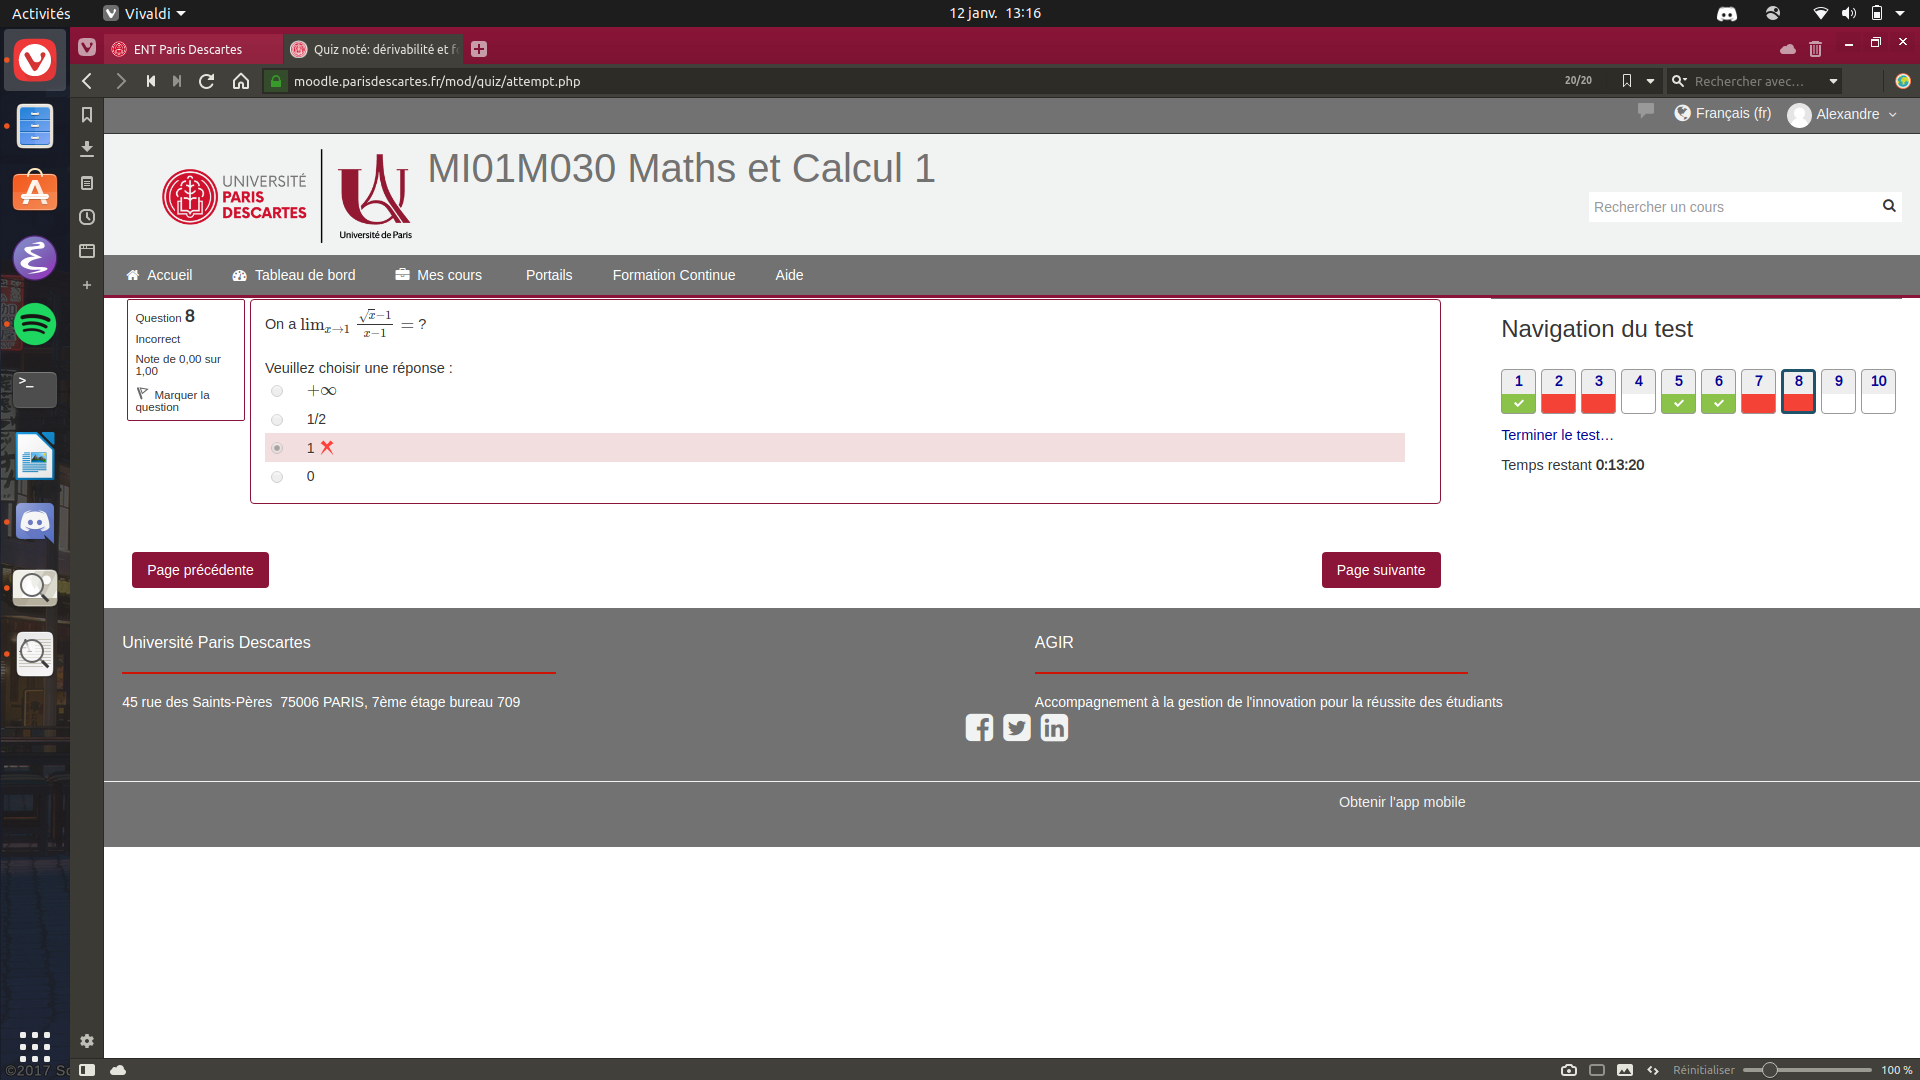 Activités
Vivaldi
12 janv. 13:16
ENT Paris Descartes
Quiz noté: dérivabilité et f
moodle.parisdescartes.fr/mod/quiz/attempt.php
20/20
Rechercher avec...
Français (fr)
Alexandre
UNIVERSITÉ
PARIS
DESCARTES
Université de Paris
MI01M030 Maths et Calcul 1
Rechercher un cours
Accueil
Tableau de bord
Mes cours
Portails
Formation Continue
Aide
Question 8
Incorrect
Note de 0,00 sur
1,00
Marquer la
question
On a lim x→1 (√x−1)/(x−1) = ?
Veuillez choisir une réponse :
+∞
1/2
1
0
Navigation du test
1 2 3 4 5 6 7 8 9 10
Terminer le test…
Temps restant 0:13:20
Page précédente
Page suivante
Université Paris Descartes
45 rue des Saints-Pères 75006 PARIS, 7ème étage bureau 709
AGIR
Accompagnement à la gestion de l'innovation pour la réussite des étudiants
Obtenir l'app mobile
©2017
Réinitialiser
100 %